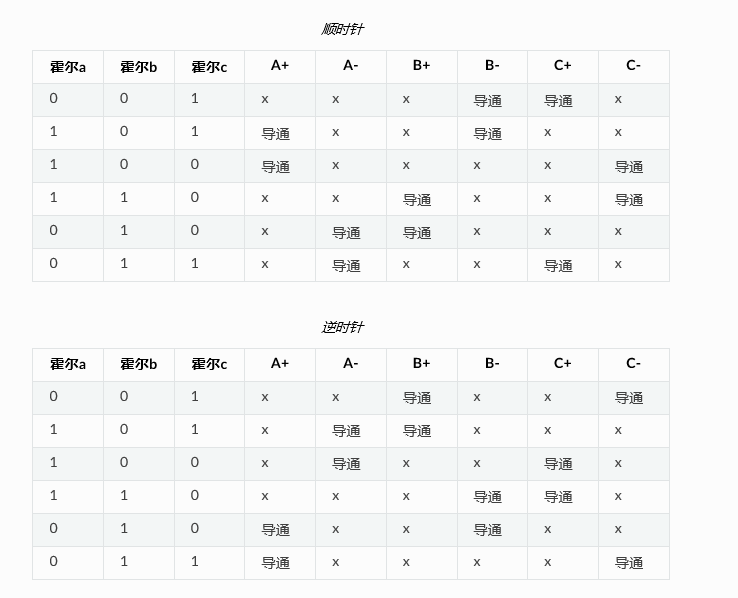 顺时针
霍尔a 霍尔b 霍尔c A+ A- B+ B- C+ C-
0 0 1 x x x 导通 导通 x
1 0 1 导通 x x 导通 x x
1 0 0 导通 x x x x 导通
1 1 0 x x 导通 x x 导通
0 1 0 x 导通 导通 x x x
0 1 1 x 导通 x x 导通 x
逆时针
霍尔a 霍尔b 霍尔c A+ A- B+ B- C+ C-
0 0 1 x x 导通 x x 导通
1 0 1 x 导通 导通 x x x
1 0 0 x 导通 x x 导通 x
1 1 0 x x x 导通 导通 x
0 1 0 导通 x x 导通 x x
0 1 1 导通 x x x x 导通